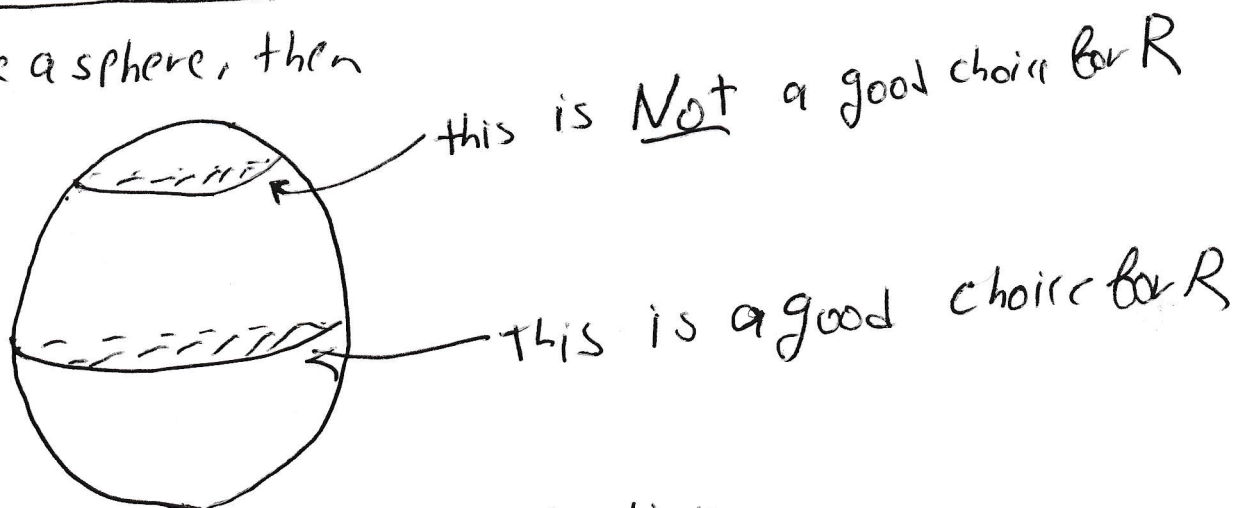 a sphere, then
this is Not a good choice for R
This is a good choice for R